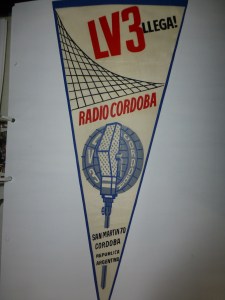 LV3 LLEGA!
RADIO CORDOBA
SAN MARTIN 70
CORDOBA
REPUBLICA
ARGENTINA